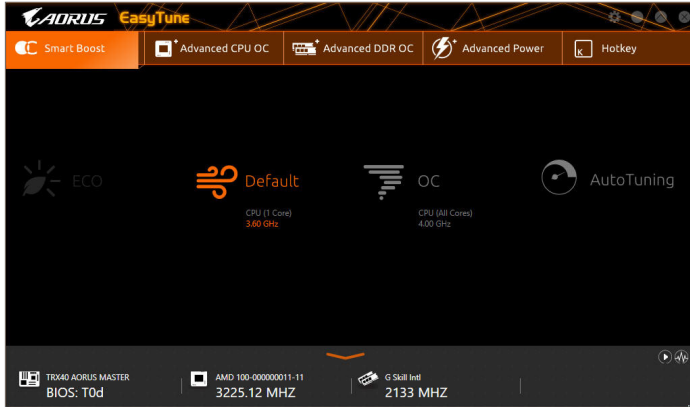 AORUS EasyTune
Smart Boost
Advanced CPU OC
Advanced DDR OC
Advanced Power
K
Hotkey
ECO
Default
OC
AutoTuning
CPU (1 Core)
3.60 GHz
CPU (All Cores)
4.00 GHz
TRX40 AORUS MASTER
BIOS: T0d
AMD 100-000000011-11
3225.12 MHZ
G Skill Intl
2133 MHZ